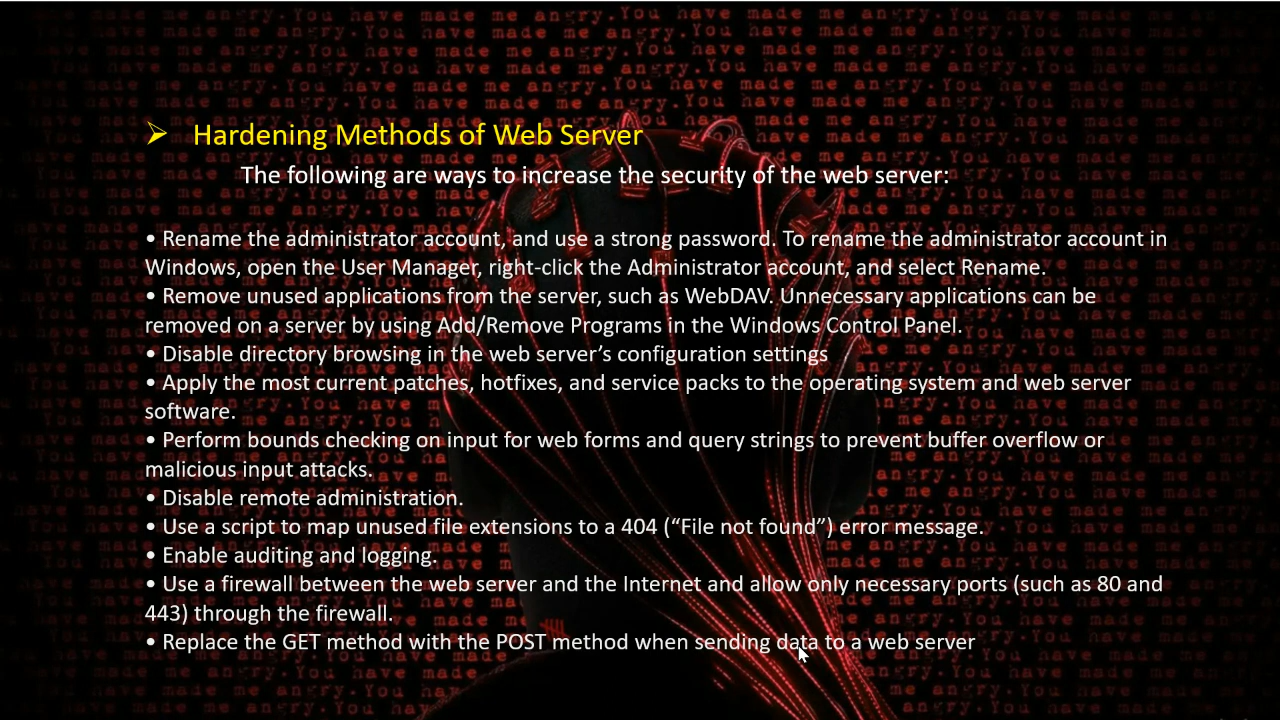 ➢ Hardening Methods of Web Server
The following are ways to increase the security of the web server:
• Rename the administrator account, and use a strong password. To rename the administrator account in
Windows, open the User Manager, right-click the Administrator account, and select Rename.
• Remove unused applications from the server, such as WebDAV. Unnecessary applications can be
removed on a server by using Add/Remove Programs in the Windows Control Panel.
• Disable directory browsing in the web server’s configuration settings
• Apply the most current patches, hotfixes, and service packs to the operating system and web server
software.
• Perform bounds checking on input for web forms and query strings to prevent buffer overflow or
malicious input attacks.
• Disable remote administration.
• Use a script to map unused file extensions to a 404 (“File not found”) error message.
• Enable auditing and logging.
• Use a firewall between the web server and the Internet and allow only necessary ports (such as 80 and
443) through the firewall.
• Replace the GET method with the POST method when sending data to a web server